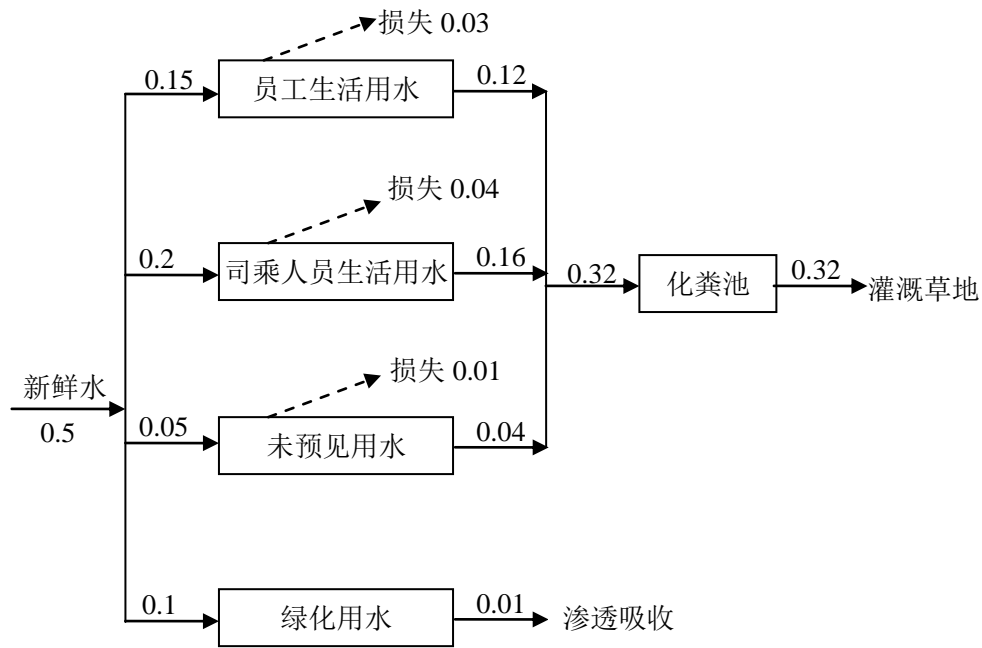 损失 0.03
0.15
员工生活用水
0.12
损失 0.04
0.2
司乘人员生活用水
0.16
0.32
化粪池
0.32
灌溉草地
新鲜水
0.5
损失 0.01
0.05
未预见用水
0.04
0.1
绿化用水
0.01
渗透吸收